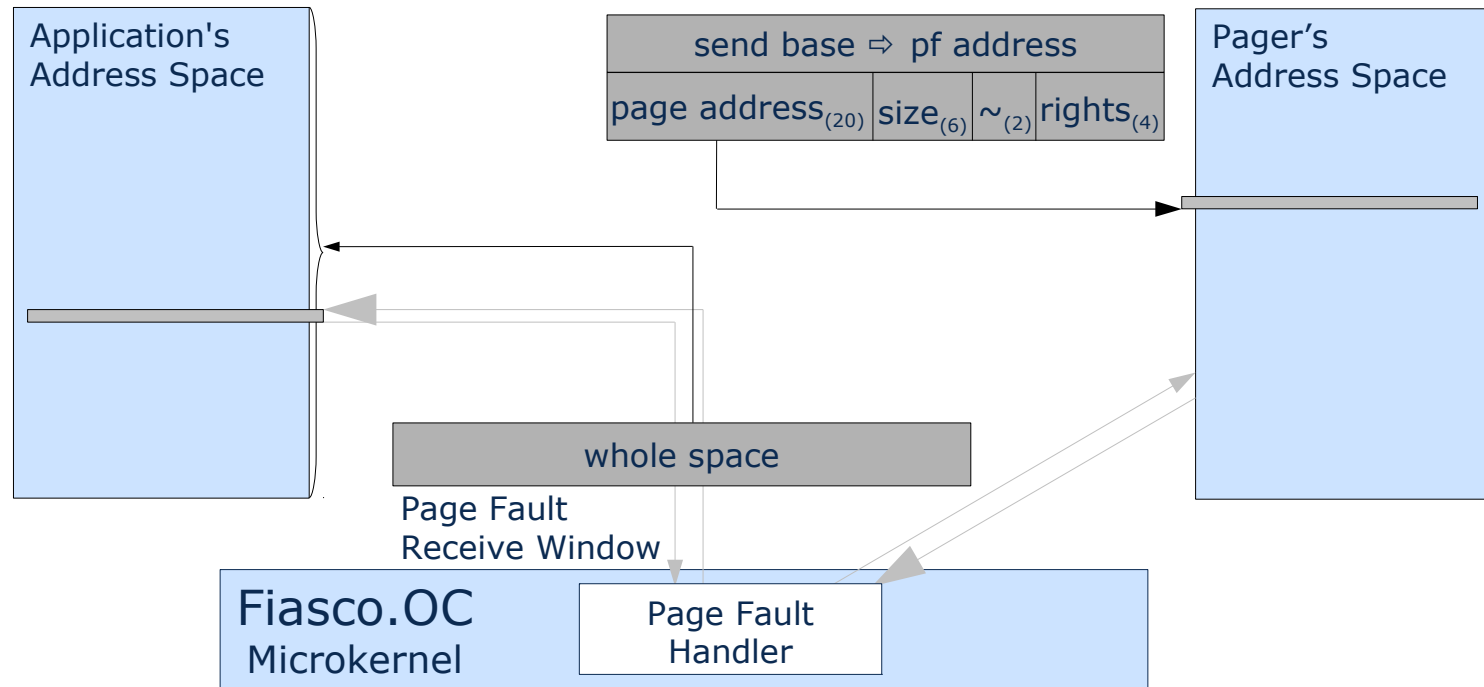 Application's
Address Space
send base ⇨ pf address
page address(20) size(6) ~(2) rights(4)
Pager’s
Address Space
whole space
Page Fault
Receive Window
Fiasco.OC
Microkernel
Page Fault
Handler